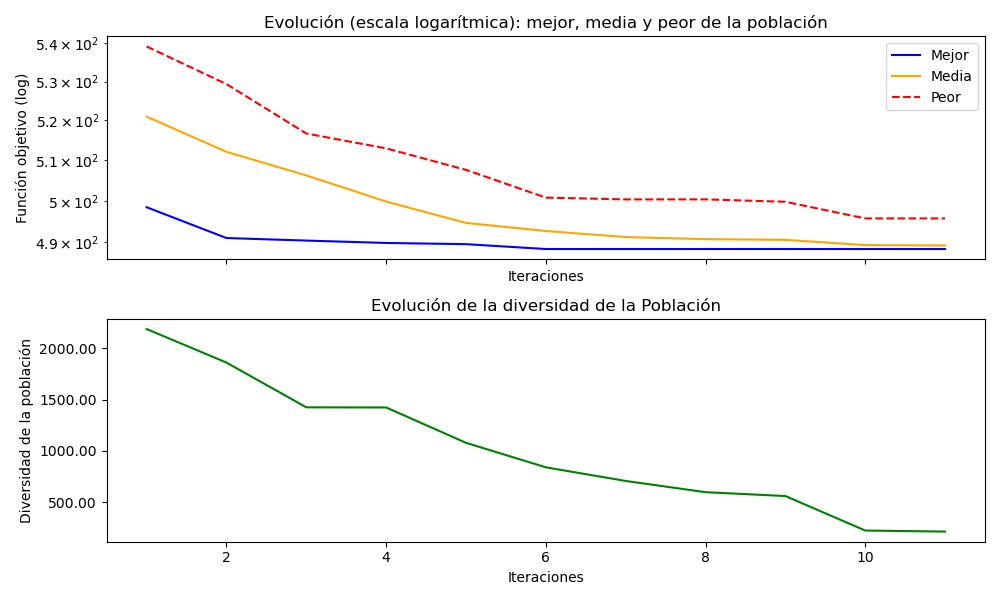 Evolución (escala logarítmica): mejor, media y peor de la población
Función objetivo (log)
5.4 × 10²
5.3 × 10²
5.2 × 10²
5.1 × 10²
5 × 10²
4.9 × 10²
Mejor
Media
Peor
Iteraciones
Evolución de la diversidad de la Población
Diversidad de la población
2000.00
1500.00
1000.00
500.00
2 4 6 8 10
Iteraciones